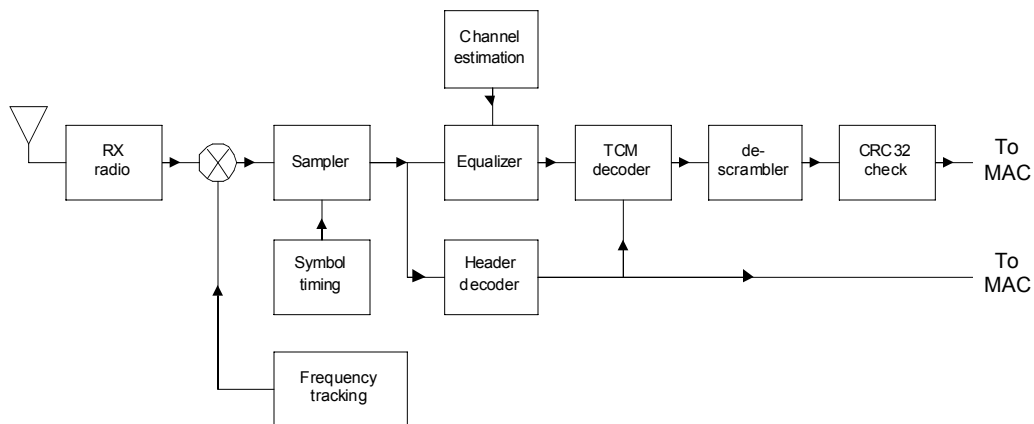 Channel
estimation
RX
radio
Sampler
Equalizer
TCM
decoder
de-
scrambler
CRC32
check
To
MAC
Symbol
timing
Header
decoder
To
MAC
Frequency
tracking